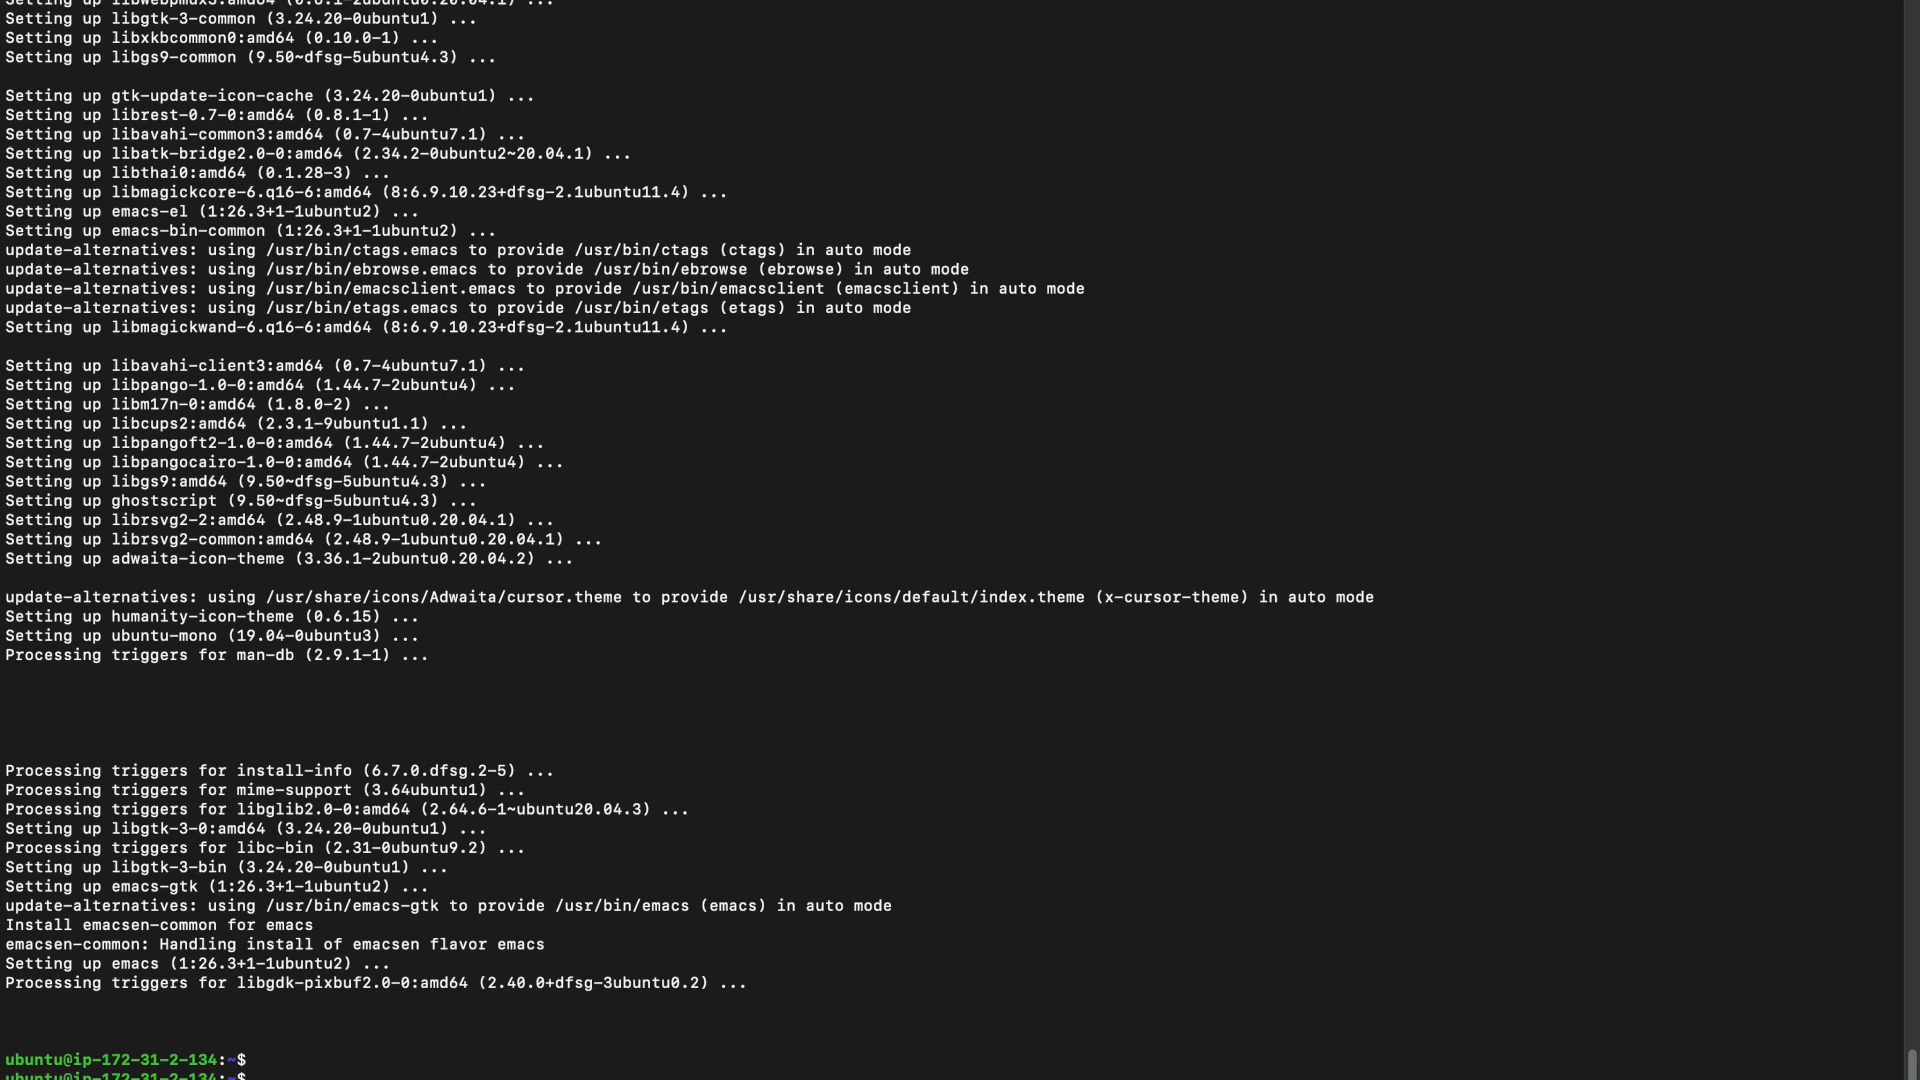 Setting up libwebpmux3:amd64 (0.6.1-2ubuntu0.20.04.1) ...
Setting up libgtk-3-common (3.24.20-0ubuntu1) ...
Setting up libxkbcommon0:amd64 (0.10.0-1) ...
Setting up libgs9-common (9.50~dfsg-5ubuntu4.3) ...
Setting up gtk-update-icon-cache (3.24.20-0ubuntu1) ...
Setting up librest-0.7-0:amd64 (0.8.1-1) ...
Setting up libavahi-common3:amd64 (0.7-4ubuntu7.1) ...
Setting up libatk-bridge2.0-0:amd64 (2.34.2-0ubuntu2~20.04.1) ...
Setting up libthai0:amd64 (0.1.28-3) ...
Setting up libmagickcore-6.q16-6:amd64 (8:6.9.10.23+dfsg-2.1ubuntu11.4) ...
Setting up emacs-el (1:26.3+1-1ubuntu2) ...
Setting up emacs-bin-common (1:26.3+1-1ubuntu2) ...
update-alternatives: using /usr/bin/ctags.emacs to provide /usr/bin/ctags (ctags) in auto mode
update-alternatives: using /usr/bin/ebrowse.emacs to provide /usr/bin/ebrowse (ebrowse) in auto mode
update-alternatives: using /usr/bin/emacsclient.emacs to provide /usr/bin/emacsclient (emacsclient) in auto mode
update-alternatives: using /usr/bin/etags.emacs to provide /usr/bin/etags (etags) in auto mode
Setting up libmagickwand-6.q16-6:amd64 (8:6.9.10.23+dfsg-2.1ubuntu11.4) ...
Setting up libavahi-client3:amd64 (0.7-4ubuntu7.1) ...
Setting up libpango-1.0-0:amd64 (1.44.7-2ubuntu4) ...
Setting up libm17n-0:amd64 (1.8.0-2) ...
Setting up libcups2:amd64 (2.3.1-9ubuntu1.1) ...
Setting up libpangoft2-1.0-0:amd64 (1.44.7-2ubuntu4) ...
Setting up libpangocairo-1.0-0:amd64 (1.44.7-2ubuntu4) ...
Setting up libgs9:amd64 (9.50~dfsg-5ubuntu4.3) ...
Setting up ghostscript (9.50~dfsg-5ubuntu4.3) ...
Setting up librsvg2-2:amd64 (2.48.9-1ubuntu0.20.04.1) ...
Setting up librsvg2-common:amd64 (2.48.9-1ubuntu0.20.04.1) ...
Setting up adwaita-icon-theme (3.36.1-2ubuntu0.20.04.2) ...
update-alternatives: using /usr/share/icons/Adwaita/cursor.theme to provide /usr/share/icons/default/index.theme (x-cursor-theme) in auto mode
Setting up humanity-icon-theme (0.6.15) ...
Setting up ubuntu-mono (19.04-0ubuntu3) ...
Processing triggers for man-db (2.9.1-1) ...
Processing triggers for install-info (6.7.0.dfsg.2-5) ...
Processing triggers for mime-support (3.64ubuntu1) ...
Processing triggers for libglib2.0-0:amd64 (2.64.6-1~ubuntu20.04.3) ...
Setting up libgtk-3-0:amd64 (3.24.20-0ubuntu1) ...
Processing triggers for libc-bin (2.31-0ubuntu9.2) ...
Setting up libgtk-3-bin (3.24.20-0ubuntu1) ...
Setting up emacs-gtk (1:26.3+1-1ubuntu2) ...
update-alternatives: using /usr/bin/emacs-gtk to provide /usr/bin/emacs (emacs) in auto mode
Install emacsen-common for emacs
emacsen-common: Handling install of emacsen flavor emacs
Setting up emacs (1:26.3+1-1ubuntu2) ...
Processing triggers for libgdk-pixbuf2.0-0:amd64 (2.40.0+dfsg-3ubuntu0.2) ...
ubuntu@ip-172-31-2-134:~$
ubuntu@ip-172-31-2-134:~$